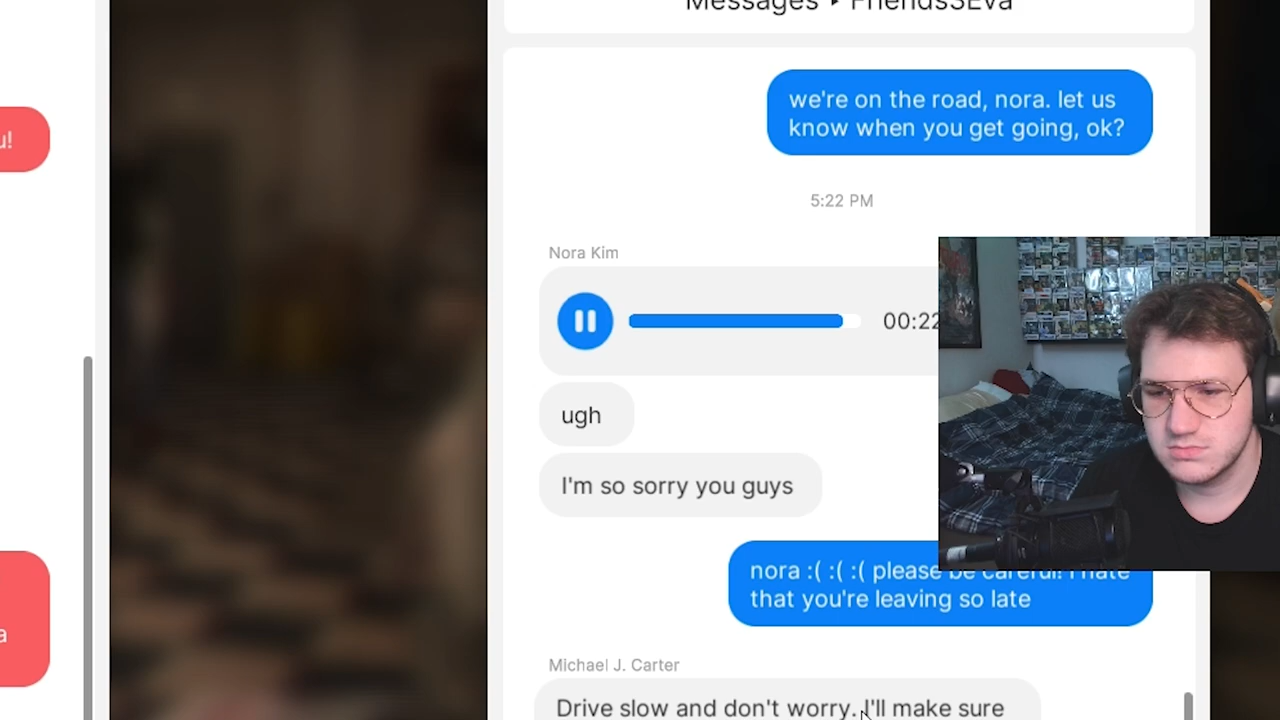 Messages ▸ Friends3Eva
u!
we're on the road, nora. let us
know when you get going, ok?
5:22 PM
Nora Kim
00:22
ugh
I'm so sorry you guys
nora :( :( :( please be careful! I hate
that you're leaving so late
a
Michael J. Carter
Drive slow and don't worry. I'll make sure